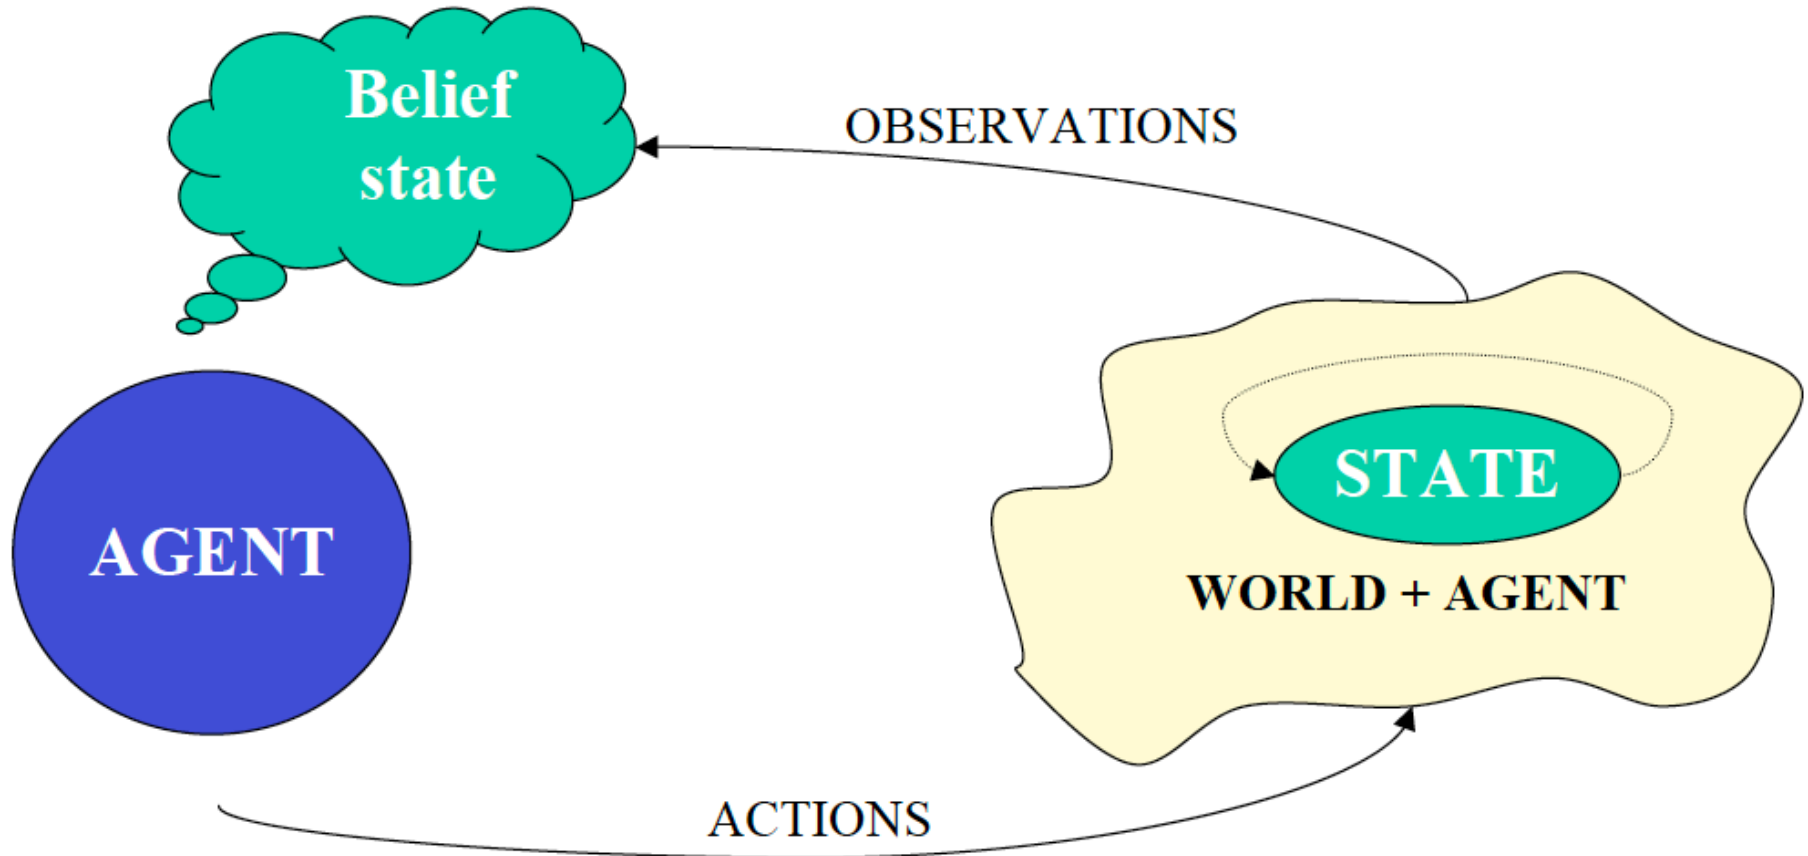 Belief
state
OBSERVATIONS
STATE
AGENT
WORLD + AGENT
ACTIONS